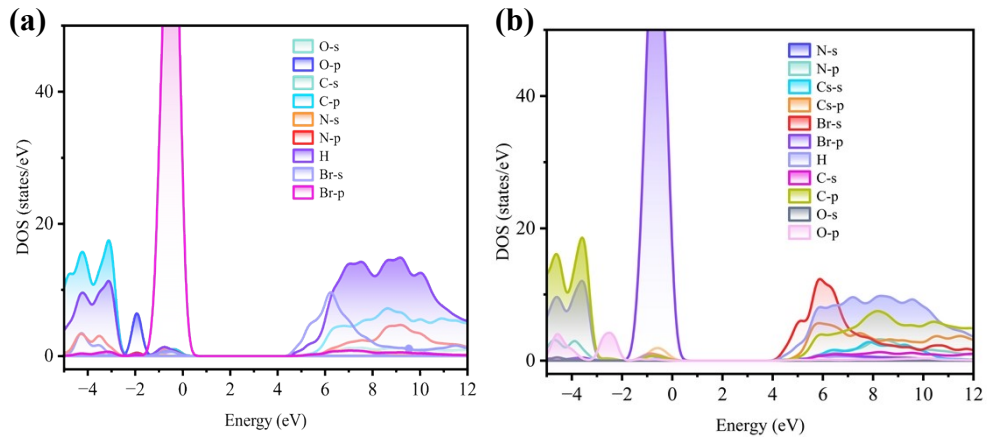 (a)
DOS (states/eV)
40
20
0
O-s
O-p
C-s
C-p
N-s
N-p
H
Br-s
Br-p
−4 −2 0 2 4 6 8 10 12
Energy (eV)
(b)
DOS (states/eV)
40
20
0
N-s
N-p
Cs-s
Cs-p
Br-s
Br-p
H
C-s
C-p
O-s
O-p
−4 −2 0 2 4 6 8 10 12
Energy (eV)